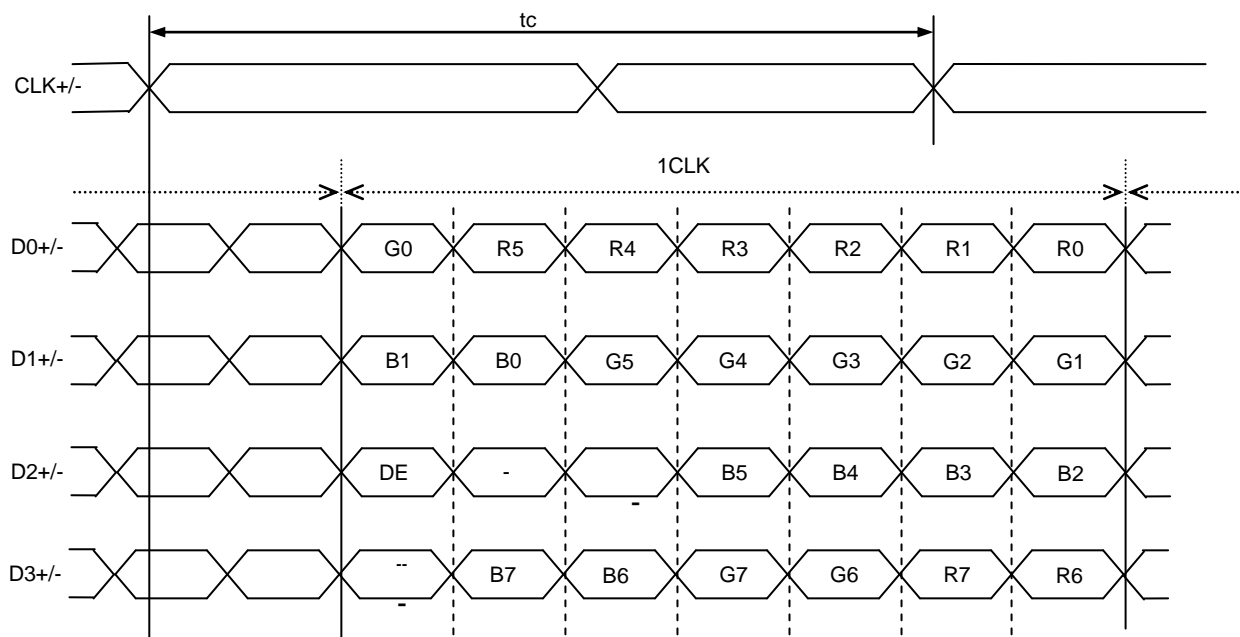 tc
CLK+/-
1CLK
D0+/- G0 R5 R4 R3 R2 R1 R0
D1+/- B1 B0 G5 G4 G3 G2 G1
D2+/- DE - - B5 B4 B3 B2
D3+/- -- - B7 B6 G7 G6 R7 R6